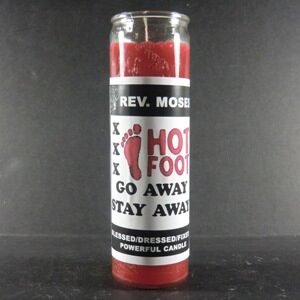 REV. MOSES
X
X
X
HOT
FOOT
GO AWAY
STAY AWAY
BLESSED/DRESSED/FIXED
POWERFUL CANDLE